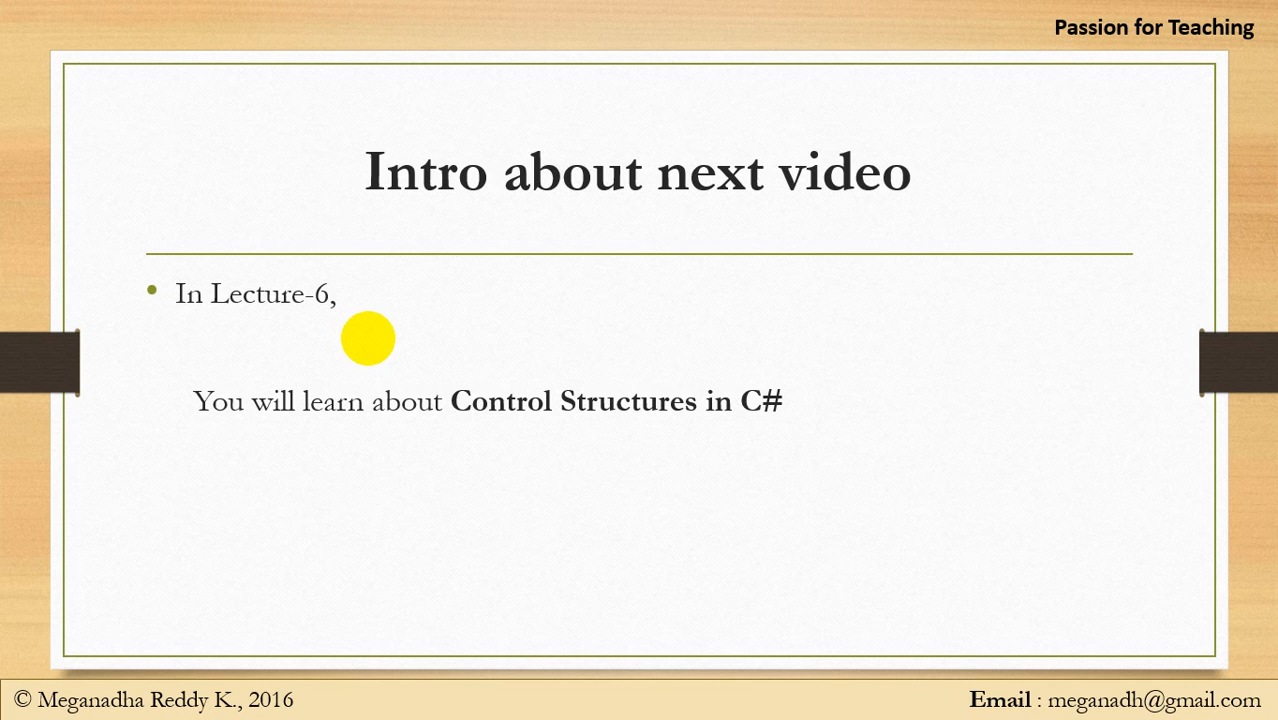 Passion for Teaching
Intro about next video
• In Lecture-6,
You will learn about Control Structures in C#
© Meganadha Reddy K., 2016
Email : meganadh@gmail.com